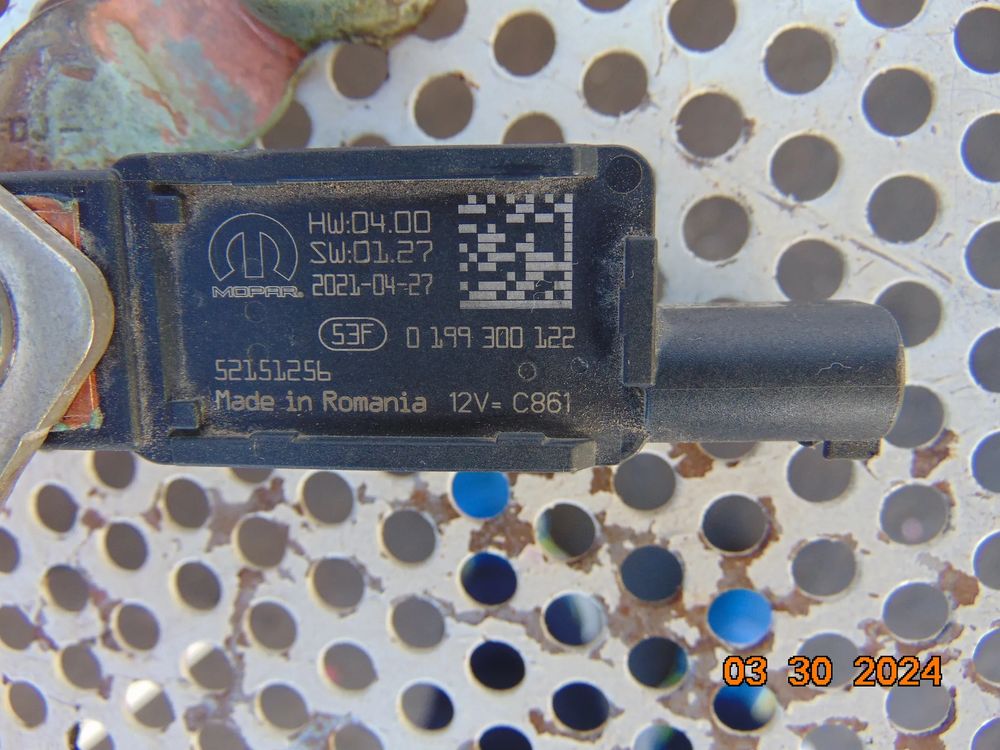 HW:04.00
SW:01.27
MOPAR®
2021-04-27
53F
0 199 300 122
52151256
Made in Romania 12V= C861
03 30 2024